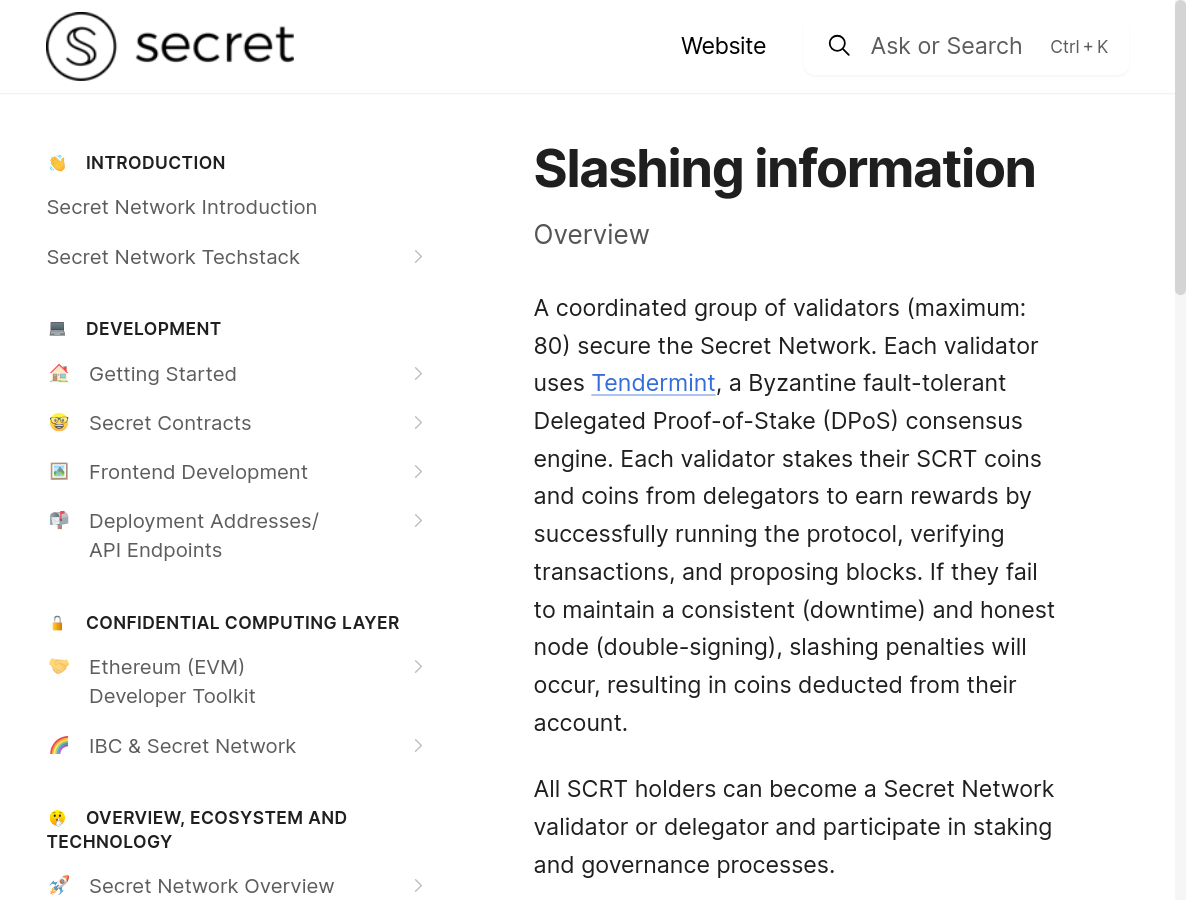 secret
Website
Ask or Search
Ctrl + K
INTRODUCTION
Secret Network Introduction
Secret Network Techstack
DEVELOPMENT
Getting Started
Secret Contracts
Frontend Development
Deployment Addresses/
API Endpoints
CONFIDENTIAL COMPUTING LAYER
Ethereum (EVM)
Developer Toolkit
IBC & Secret Network
OVERVIEW, ECOSYSTEM AND
TECHNOLOGY
Secret Network Overview
Slashing information
Overview
A coordinated group of validators (maximum:
80) secure the Secret Network. Each validator
uses Tendermint, a Byzantine fault-tolerant
Delegated Proof-of-Stake (DPoS) consensus
engine. Each validator stakes their SCRT coins
and coins from delegators to earn rewards by
successfully running the protocol, verifying
transactions, and proposing blocks. If they fail
to maintain a consistent (downtime) and honest
node (double-signing), slashing penalties will
occur, resulting in coins deducted from their
account.
All SCRT holders can become a Secret Network
validator or delegator and participate in staking
and governance processes.